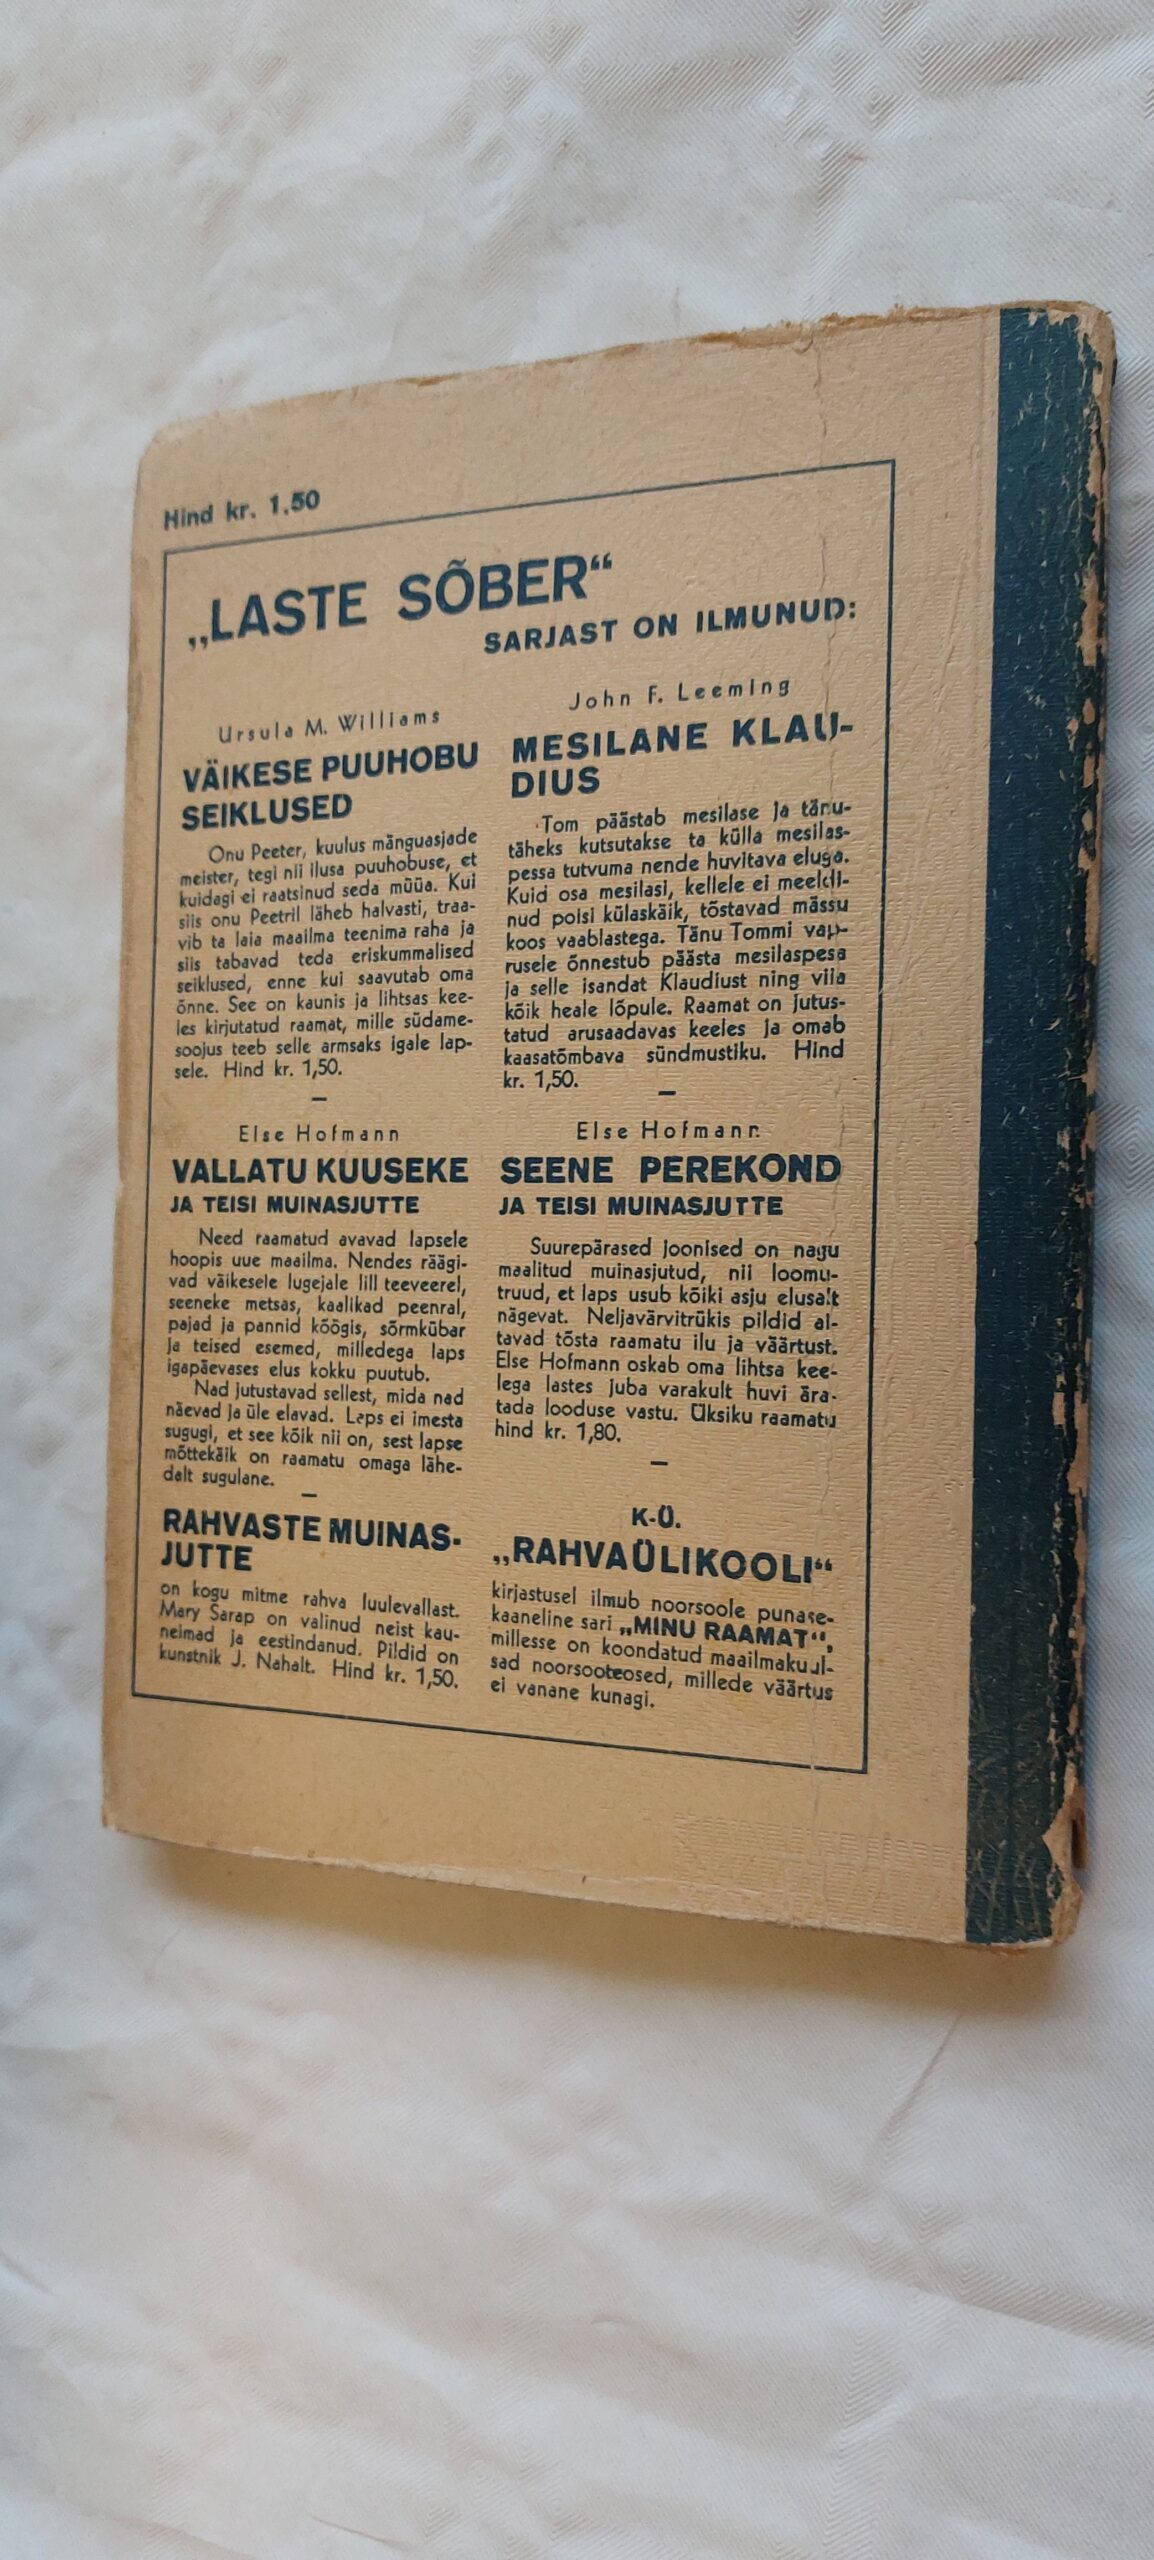 Hind kr. 1.50
„LASTE SÕBER“
SARJAST ON ILMUNUD:
Ursula M. Williams
VÄIKESE PUUHOBU
SEIKLUSED
Onu Peeter, kuulus mänguasjade
meister, tegi nii ilusa puuhobuse, et
kuidagi ei raatsinud seda müüa. Kui
siis onu Peetril läheb halvasti, traa-
vib ta laia maailma teenima raha ja
siis tabavad teda eriskummalised
seiklused, enne kui saavutab oma
õnne. See on kaunis ja lihtsas kee-
les kirjutatud raamat, mille südame-
soojus teeb selle armsaks igale lap-
sele. Hind kr. 1,50.
Else Hofmann
VALLATU KUUSEKE
JA TEISI MUINASJUTTE
Need raamatud avavad lapsele
hoopis uue maailma. Nendes räägi-
vad väikesele lugejale lill teeveerel,
seeneke metsas, kaalikad peenral,
pajad ja pannid köögis, sõrmkübar
ja teised esemed, milledega laps
igapäevases elus kokku puutub.
Nad jutustavad sellest, mida nad
näevad ja üle elavad. Laps ei imesta
sugugi, et see kõik nii on, sest lapse
mõttekäik on raamatu omaga lähe-
dalt sugulane.
RAHVASTE MUINAS-
JUTTE
on kogu mitme rahva luulevallast.
Mary Sarap on valinud neist kau-
neimad ja eestindanud. Pildid on
kunstnik J. Nahalt. Hind kr. 1,50.
John F. Leeming
MESILANE KLAU-
DIUS
Tom päästab mesilase ja tänu-
täheks kutsutakse ta külla mesilas-
pessa tutvuma nende huvitava eluga.
Kuid osa mesilasi, kellele ei meeldi-
nud poisi külaskäik, tõstavad mässu
koos vaablastega. Tänu Tommi vap-
rusele õnnestub päästa mesilaspesa
ja selle isandat Klaudiust ning viia
kõik heale lõpule. Raamat on jutus-
tatud arusaadavas keeles ja omab
kaasatõmbava sündmustiku. Hind
kr. 1,50.
Else Hofmann
SEENE PEREKOND
JA TEISI MUINASJUTTE
Suurepärased joonised on nagu
maalitud muinasjutud, nii loomu-
truud, et laps usub kõiki asju elusalt
nägevat. Neljavärvitrükis pildid ai-
tavad tõsta raamatu ilu ja väärtust.
Else Hofmann oskab oma lihtsa kee-
lega lastes juba varakult huvi ära-
tada looduse vastu. Üksiku raamatu
hind kr. 1,80.
K-Ü.
„RAHVAÜLIKOOLI“
kirjastusel ilmub noorsoole punase-
kaaneline sari „MINU RAAMAT“,
millesse on koondatud maailmakuul-
sad noorsooteosed, millede väärtus
ei vanane kunagi.